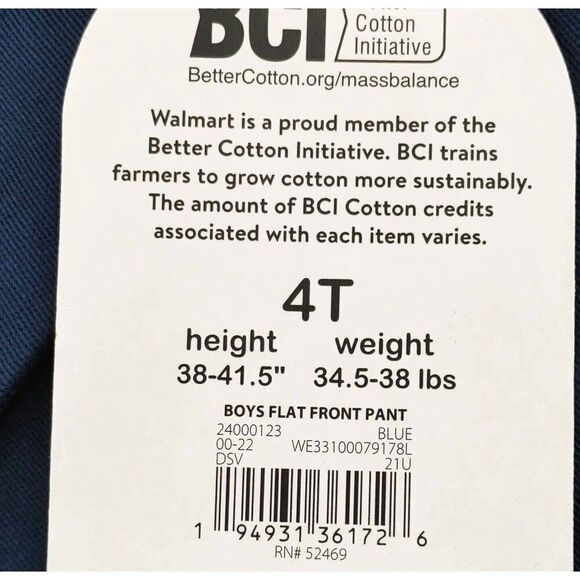 BCI
Cotton
Initiative
BetterCotton.org/massbalance
Walmart is a proud member of the
Better Cotton Initiative. BCI trains
farmers to grow cotton more sustainably.
The amount of BCI Cotton credits
associated with each item varies.
4T
height weight
38-41.5" 34.5-38 lbs
BOYS FLAT FRONT PANT
24000123 BLUE
00-22 WE33100079178L
DSV 21U
1 94931 36172 6
RN# 52469